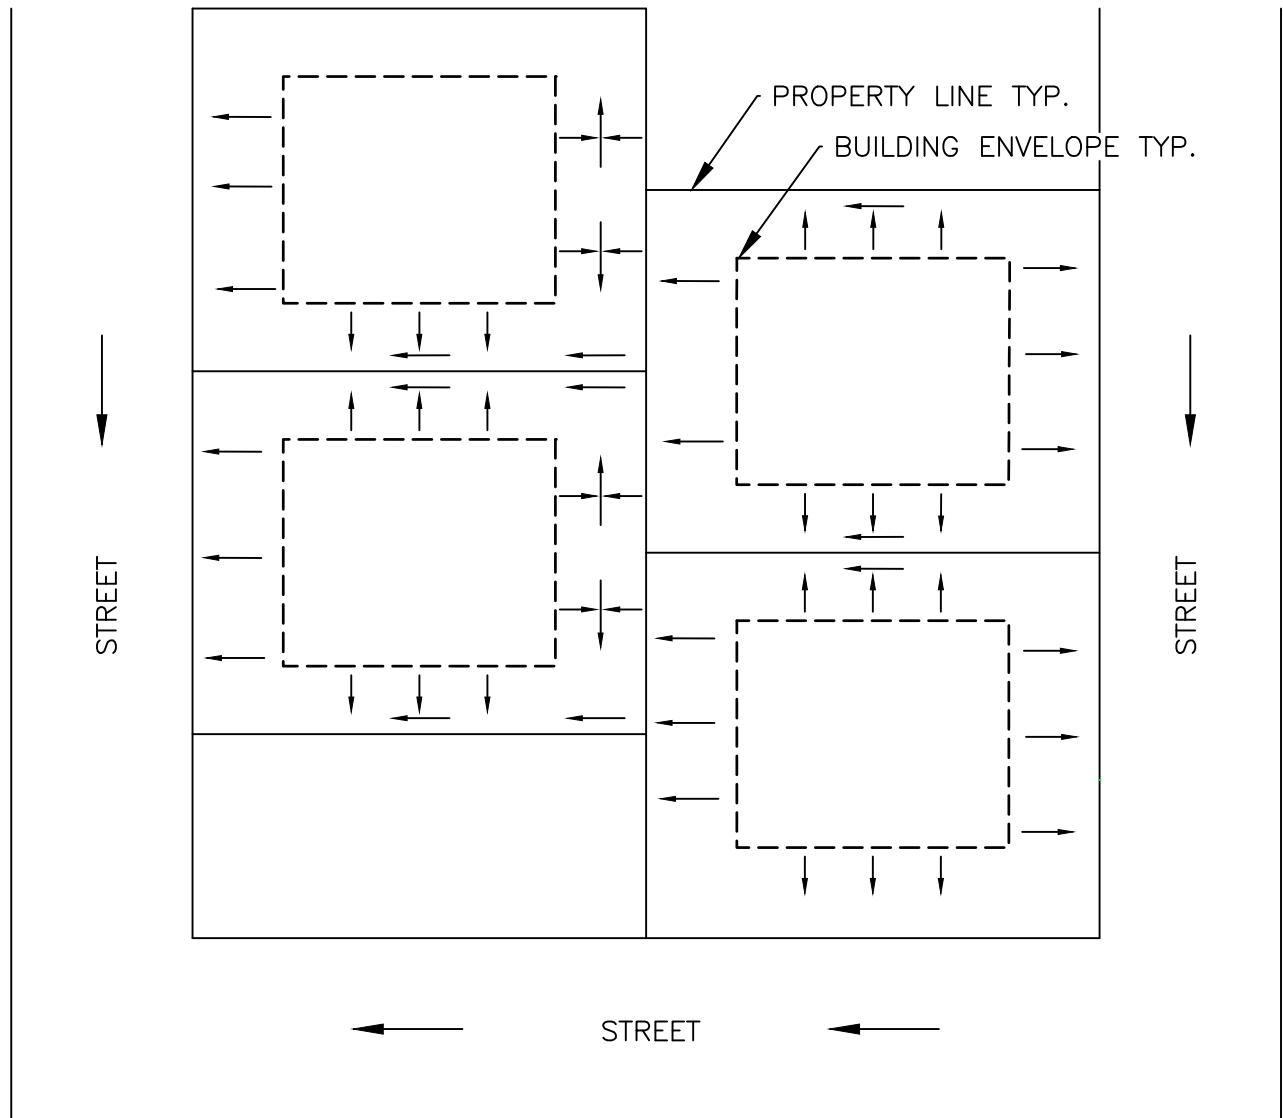 PROPERTY LINE TYP.
BUILDING ENVELOPE TYP.
STREET
STREET
STREET